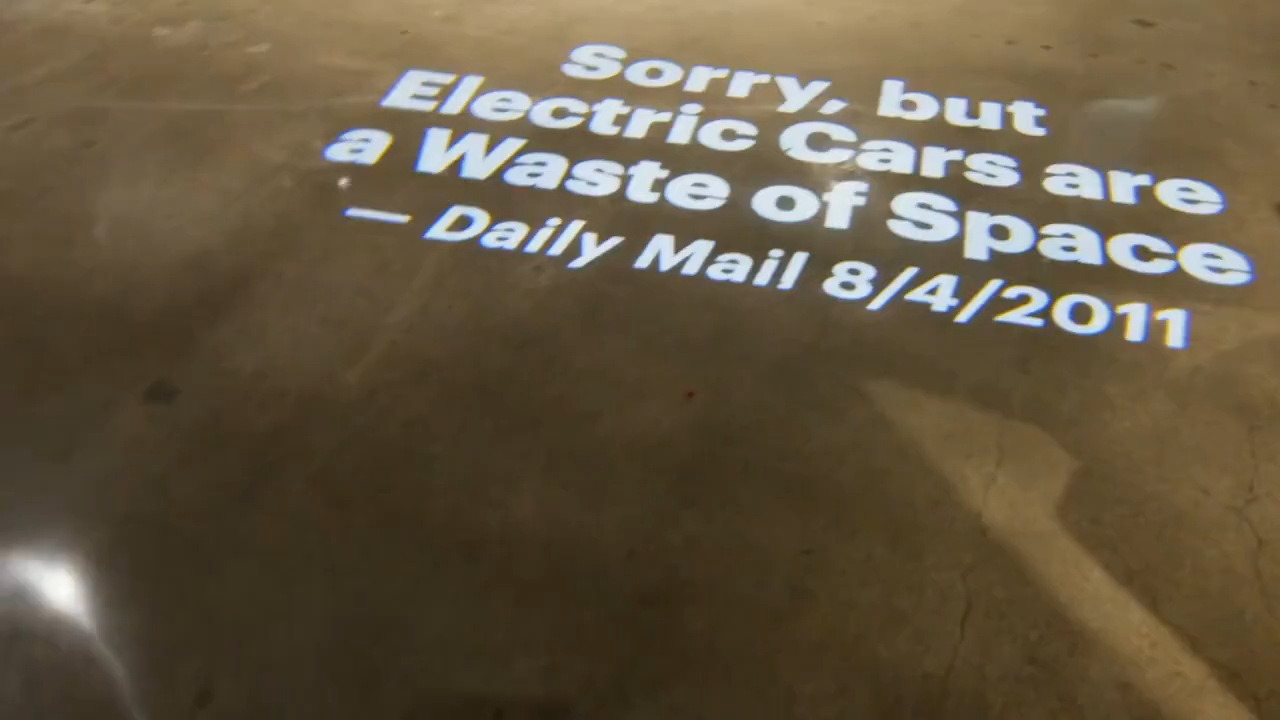 Sorry, but
Electric Cars are
a Waste of Space
— Daily Mail 8/4/2011